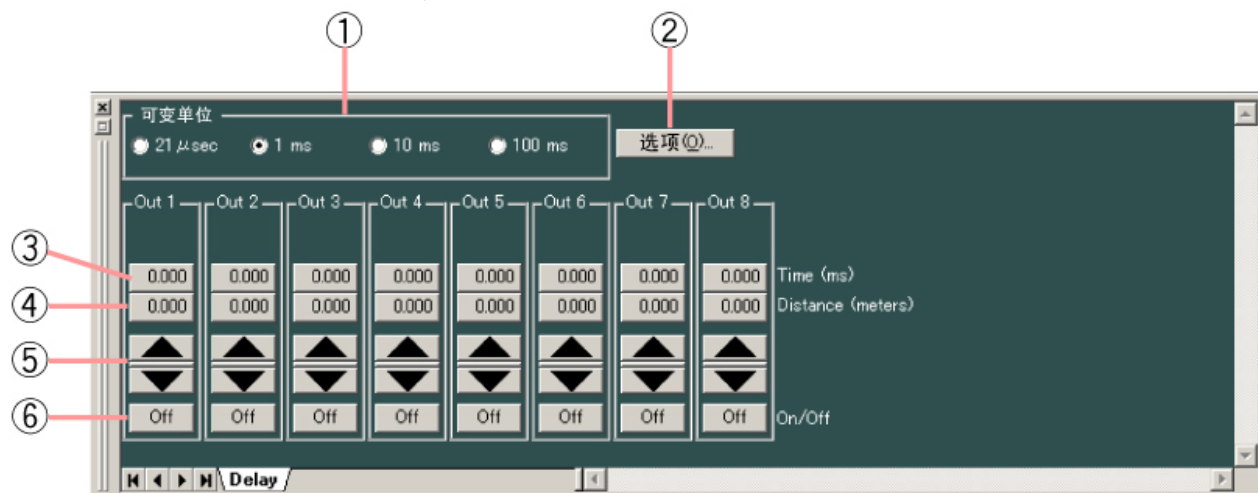 ① ②
可变单位
21μsec 1 ms 10 ms 100 ms 选项(O)...
Out 1 Out 2 Out 3 Out 4 Out 5 Out 6 Out 7 Out 8
③ 0.000 0.000 0.000 0.000 0.000 0.000 0.000 0.000 Time (ms)
④ 0.000 0.000 0.000 0.000 0.000 0.000 0.000 0.000 Distance (meters)
⑤
⑥ Off Off Off Off Off Off Off Off On/Off
Delay